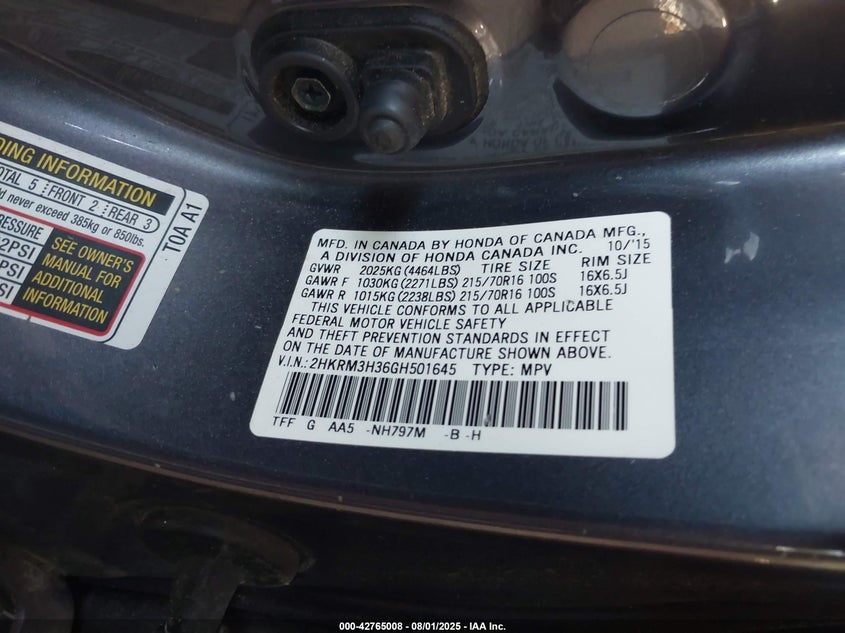 DING INFORMATION
OTAL 5 FRONT 2 REAR 3
d never exceed 385kg or 850lbs.
RESSURE
2PSI
PSI
SI
SEE OWNER'S
MANUAL FOR
ADDITIONAL
INFORMATION
T0A A1
MFD. IN CANADA BY HONDA OF CANADA MFG.,
A DIVISION OF HONDA CANADA INC. 10/'15
GVWR 2025KG (4464LBS) TIRE SIZE RIM SIZE
GAWR F 1030KG (2271LBS) 215/70R16 100S 16X6.5J
GAWR R 1015KG (2238LBS) 215/70R16 100S 16X6.5J
THIS VEHICLE CONFORMS TO ALL APPLICABLE
FEDERAL MOTOR VEHICLE SAFETY
AND THEFT PREVENTION STANDARDS IN EFFECT
ON THE DATE OF MANUFACTURE SHOWN ABOVE.
V.I.N.: 2HKRM3H36GH501645 TYPE: MPV
TFF G AA5 -NH797M -B -H
000-42765008 - 08/01/2025 - IAA Inc.